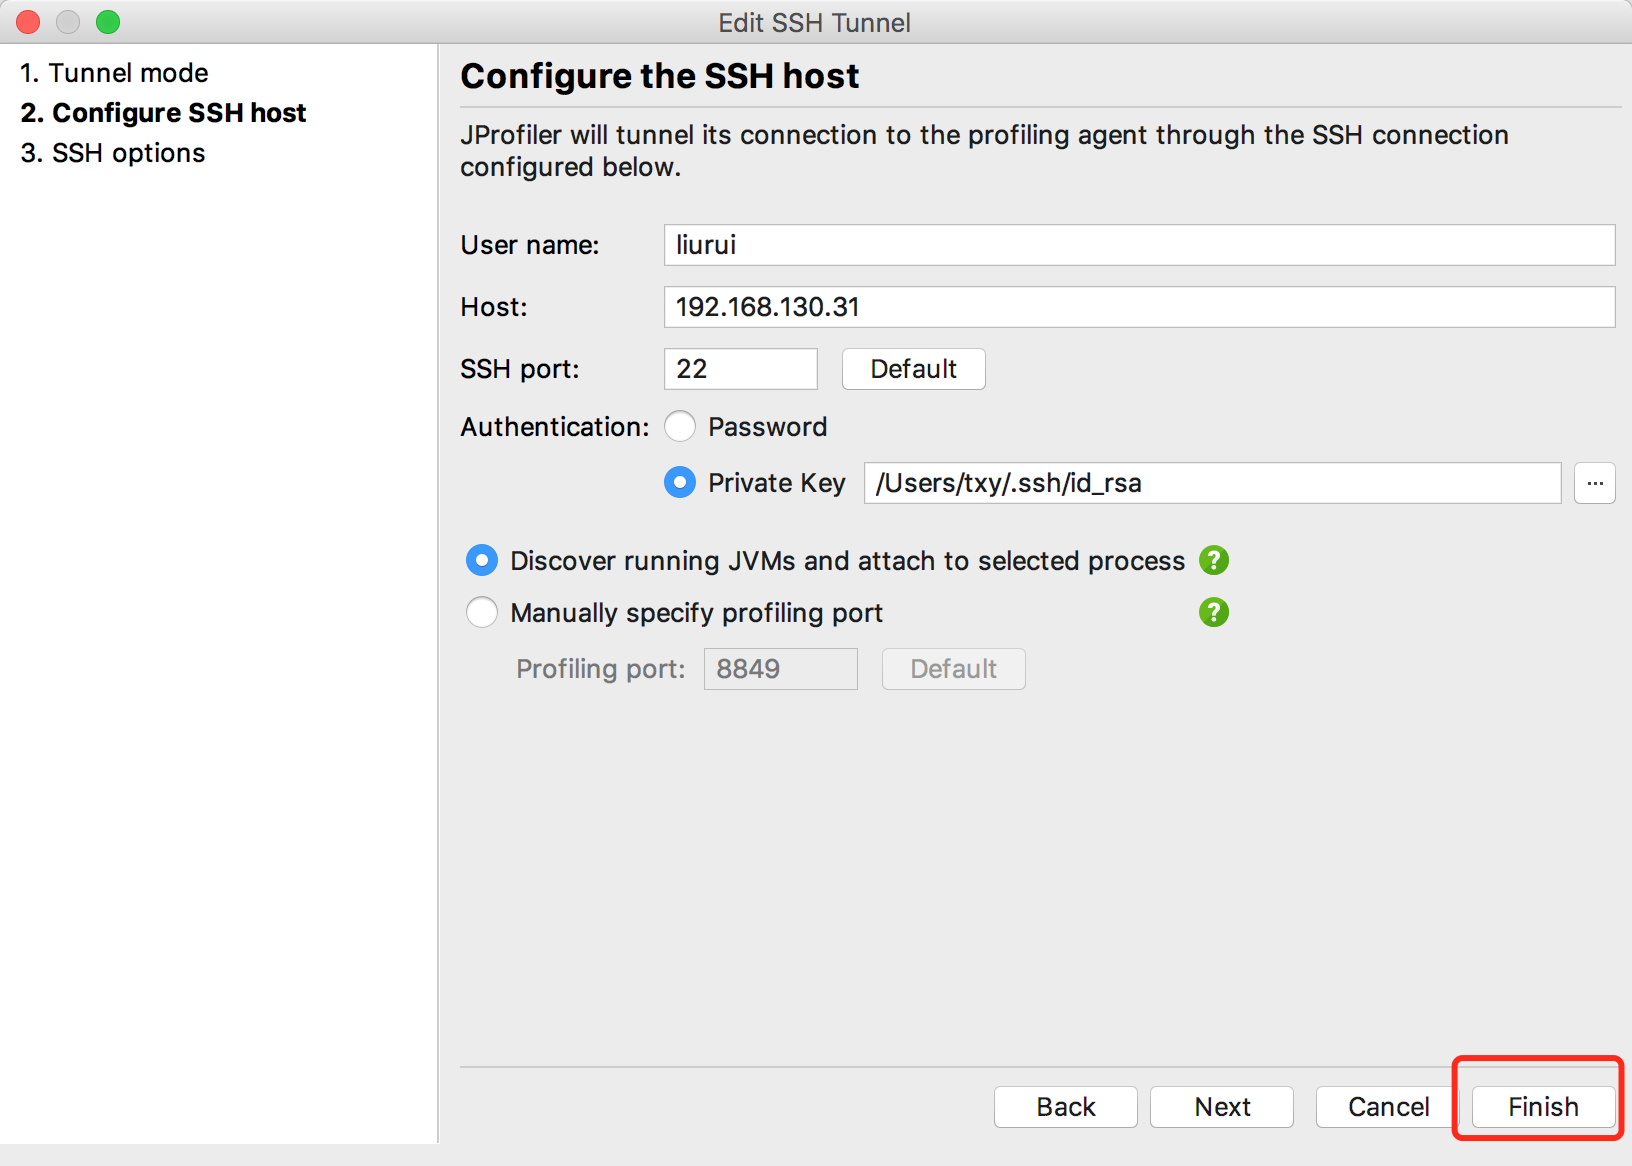 Edit SSH Tunnel
1. Tunnel mode
2. Configure SSH host
3. SSH options
Configure the SSH host
JProfiler will tunnel its connection to the profiling agent through the SSH connection
configured below.
User name: liurui
Host: 192.168.130.31
SSH port: 22 Default
Authentication: Password
Private Key /Users/txy/.ssh/id_rsa ...
Discover running JVMs and attach to selected process ?
Manually specify profiling port ?
Profiling port: 8849 Default
Back Next Cancel Finish